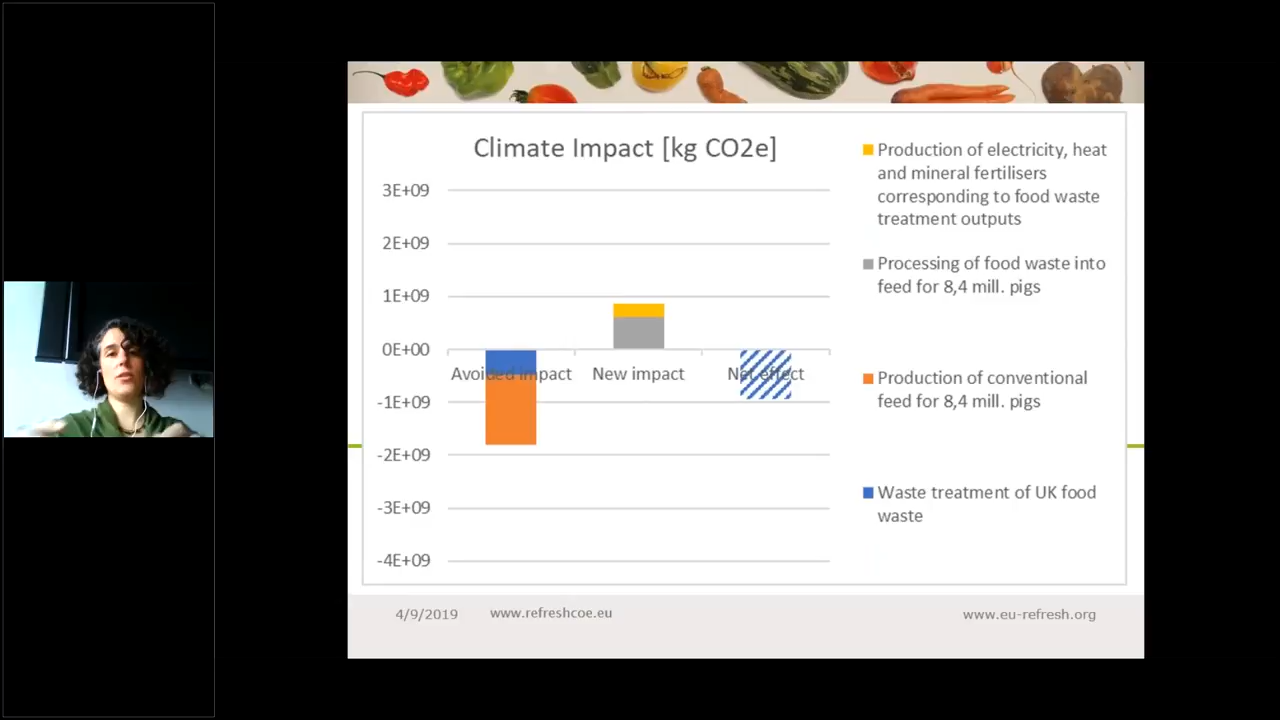 Climate Impact [kg CO2e]
3E+09
2E+09
1E+09
0E+00
-1E+09
-2E+09
-3E+09
-4E+09
Avoided impact
New impact
Net effect
Production of electricity, heat
and mineral fertilisers
corresponding to food waste
treatment outputs
Processing of food waste into
feed for 8,4 mill. pigs
Production of conventional
feed for 8,4 mill. pigs
Waste treatment of UK food
waste
4/9/2019
www.refreshcoe.eu
www.eu-refresh.org